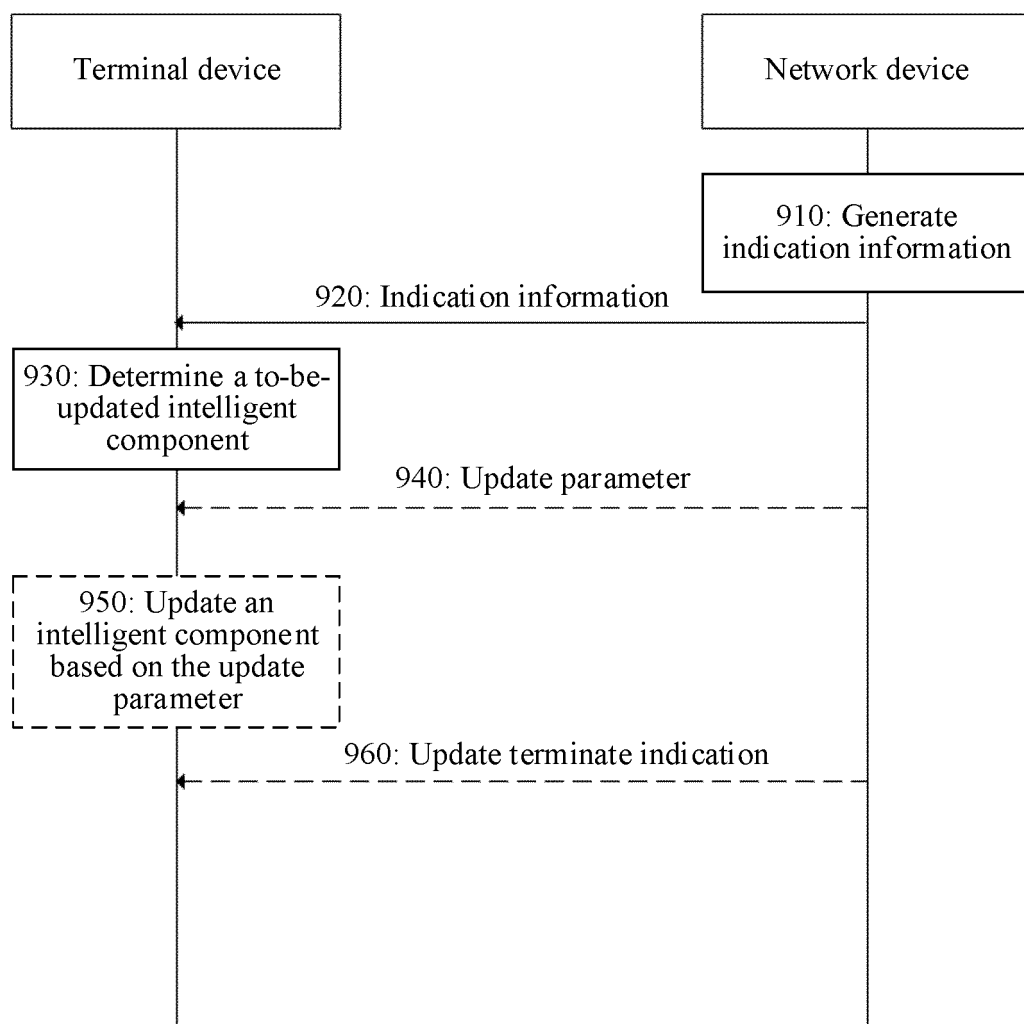 Terminal device
Network device
910: Generate
indication information
920: Indication information
930: Determine a to-be-
updated intelligent
component
940: Update parameter
950: Update an
intelligent component
based on the update
parameter
960: Update terminate indication